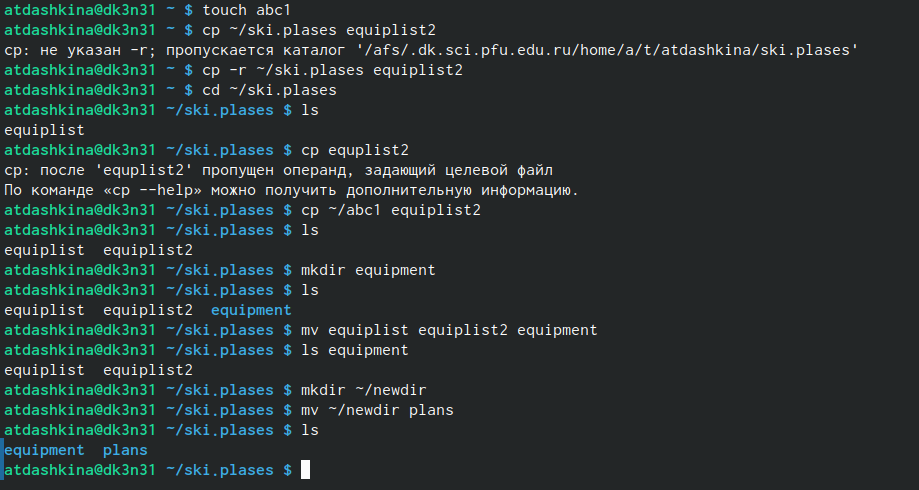 atdashkina@dk3n31 ~ $ touch abc1
atdashkina@dk3n31 ~ $ cp ~/ski.plases equiplist2
cp: не указан -r; пропускается каталог '/afs/.dk.sci.pfu.edu.ru/home/a/t/atdashkina/ski.plases'
atdashkina@dk3n31 ~ $ cp -r ~/ski.plases equiplist2
atdashkina@dk3n31 ~ $ cd ~/ski.plases
atdashkina@dk3n31 ~/ski.plases $ ls
equiplist
atdashkina@dk3n31 ~/ski.plases $ cp equplist2
cp: после 'equplist2' пропущен операнд, задающий целевой файл
По команде «cp --help» можно получить дополнительную информацию.
atdashkina@dk3n31 ~/ski.plases $ cp ~/abc1 equiplist2
atdashkina@dk3n31 ~/ski.plases $ ls
equiplist  equiplist2
atdashkina@dk3n31 ~/ski.plases $ mkdir equipment
atdashkina@dk3n31 ~/ski.plases $ ls
equiplist  equiplist2  equipment
atdashkina@dk3n31 ~/ski.plases $ mv equiplist equiplist2 equipment
atdashkina@dk3n31 ~/ski.plases $ ls equipment
equiplist  equiplist2
atdashkina@dk3n31 ~/ski.plases $ mkdir ~/newdir
atdashkina@dk3n31 ~/ski.plases $ mv ~/newdir plans
atdashkina@dk3n31 ~/ski.plases $ ls
equipment  plans
atdashkina@dk3n31 ~/ski.plases $